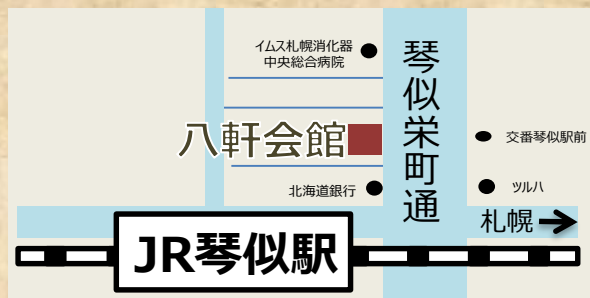 イムス札幌消化器
中央総合病院
琴似栄町通
八軒会館
交番琴似駅前
北海道銀行
ツルハ
札幌
JR琴似駅